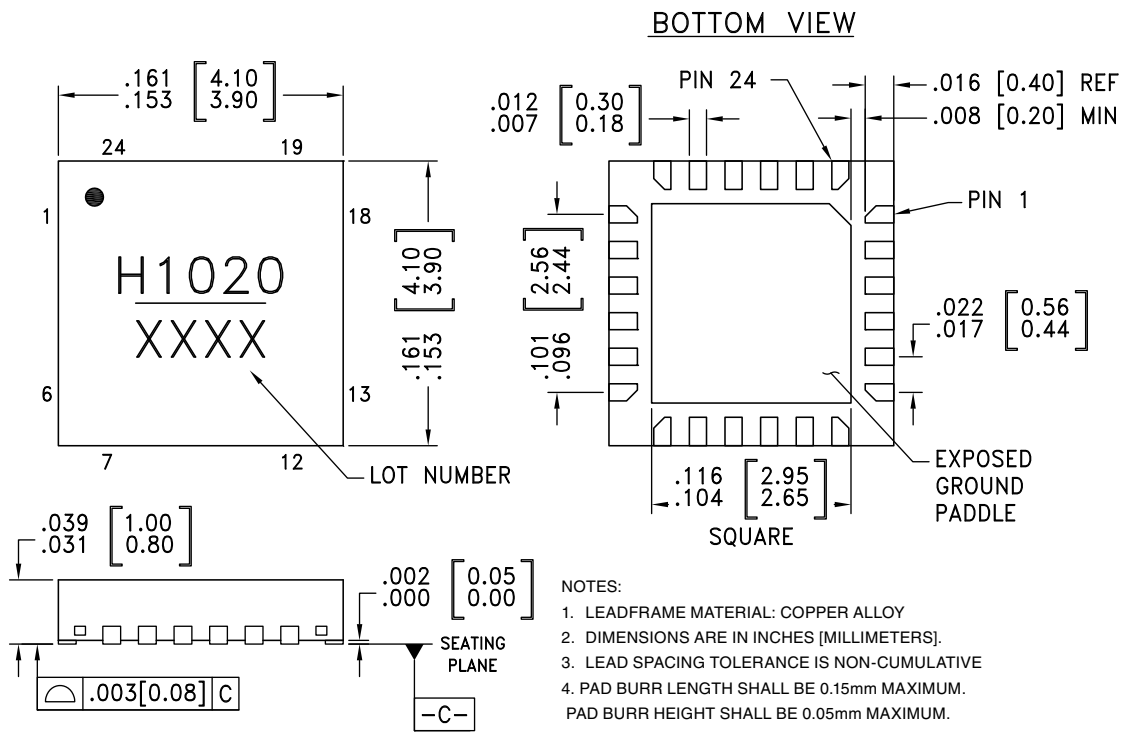 BOTTOM VIEW
.161 [4.10]
.153 [3.90]
24 19
1 18
H1020
XXXX
6 13
7 12
LOT NUMBER
.161 [4.10]
.153 [3.90]
.012 [0.30]
.007 [0.18]
PIN 24
.016 [0.40] REF
.008 [0.20] MIN
PIN 1
.101 [2.56]
.096 [2.44]
.022 [0.56]
.017 [0.44]
.116 [2.95]
.104 [2.65]
SQUARE
EXPOSED
GROUND
PADDLE
.039 [1.00]
.031 [0.80]
.002 [0.05]
.000 [0.00]
SEATING
PLANE
.003[0.08] C
-C-
NOTES:
1. LEADFRAME MATERIAL: COPPER ALLOY
2. DIMENSIONS ARE IN INCHES [MILLIMETERS].
3. LEAD SPACING TOLERANCE IS NON-CUMULATIVE
4. PAD BURR LENGTH SHALL BE 0.15mm MAXIMUM.
PAD BURR HEIGHT SHALL BE 0.05mm MAXIMUM.